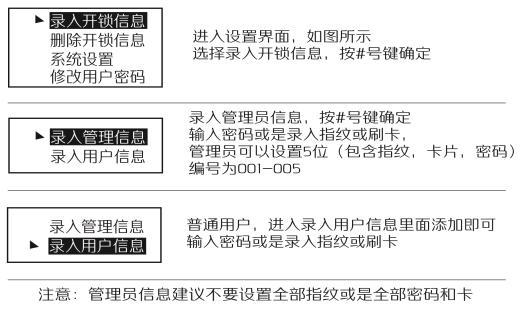 录入开锁信息
删除开锁信息
系统设置
修改用户密码
进入设置界面，如图所示
选择录入开锁信息，按#号键确定
录入管理信息
录入用户信息
录入管理员信息，按#号键确定
输入密码或是录入指纹或刷卡，
管理员可以设置5位（包含指纹，卡片，密码）
编号为001-005
录入管理信息
录入用户信息
普通用户，进入录入用户信息里面添加即可
输入密码或是录入指纹或刷卡
注意：管理员信息建议不要设置全部指纹或是全部密码和卡